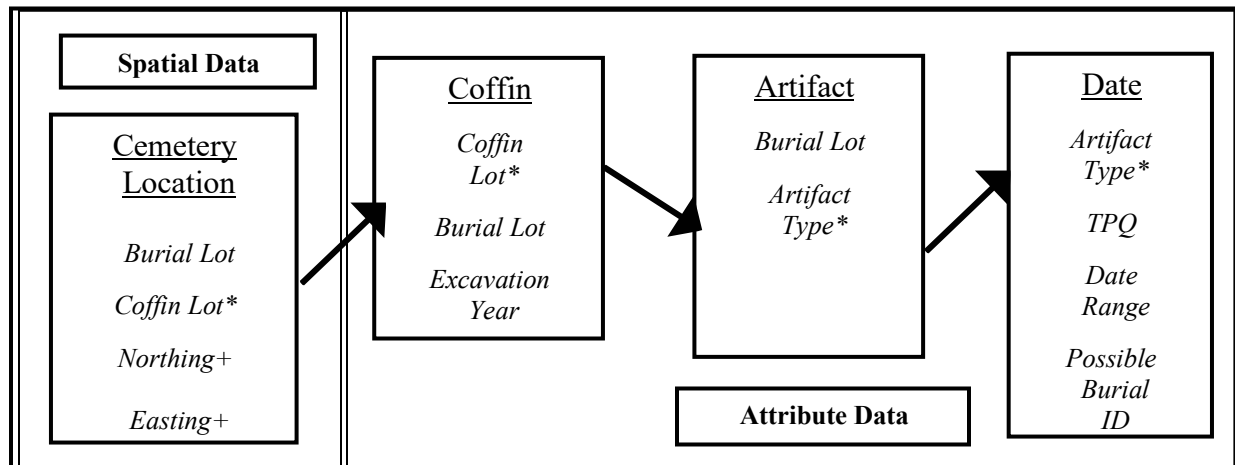 Spatial Data
Cemetery
Location
Burial Lot
Coffin Lot*
Northing+
Easting+
Coffin
Coffin
Lot*
Burial Lot
Excavation
Year
Artifact
Burial Lot
Artifact
Type*
Date
Artifact
Type*
TPQ
Date
Range
Possible
Burial
ID
Attribute Data